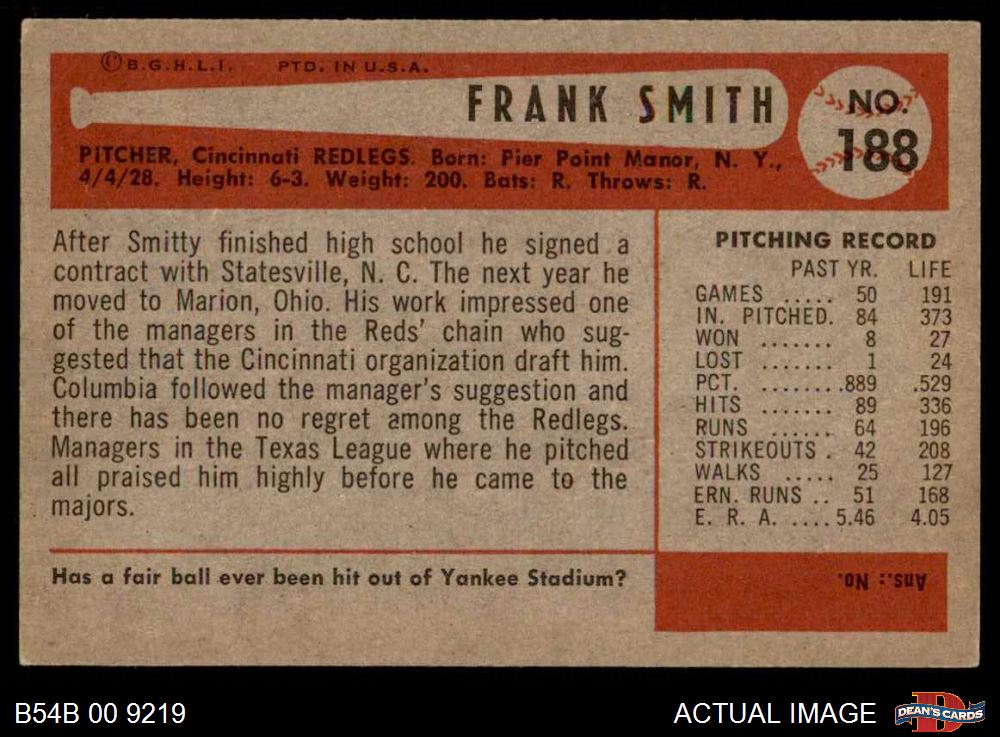 ©B.G.H.L.I. PTD. IN U.S.A.
FRANK SMITH
NO.
188
PITCHER, Cincinnati REDLEGS. Born: Pier Point Manor, N. Y.,
4/4/28. Height: 6-3. Weight: 200. Bats: R. Throws: R.
After Smitty finished high school he signed a
contract with Statesville, N. C. The next year he
moved to Marion, Ohio. His work impressed one
of the managers in the Reds' chain who sug-
gested that the Cincinnati organization draft him.
Columbia followed the manager's suggestion and
there has been no regret among the Redlegs.
Managers in the Texas League where he pitched
all praised him highly before he came to the
majors.
PITCHING RECORD
PAST YR. LIFE
GAMES ..... 50 191
IN. PITCHED. 84 373
WON ....... 8 27
LOST ....... 1 24
PCT. ........889 .529
HITS ....... 89 336
RUNS ...... 64 196
STRIKEOUTS . 42 208
WALKS ..... 25 127
ERN. RUNS .. 51 168
E. R. A. ....5.46 4.05
Has a fair ball ever been hit out of Yankee Stadium?
Ans.: No.
B54B 00 9219
ACTUAL IMAGE
DEAN'S CARDS